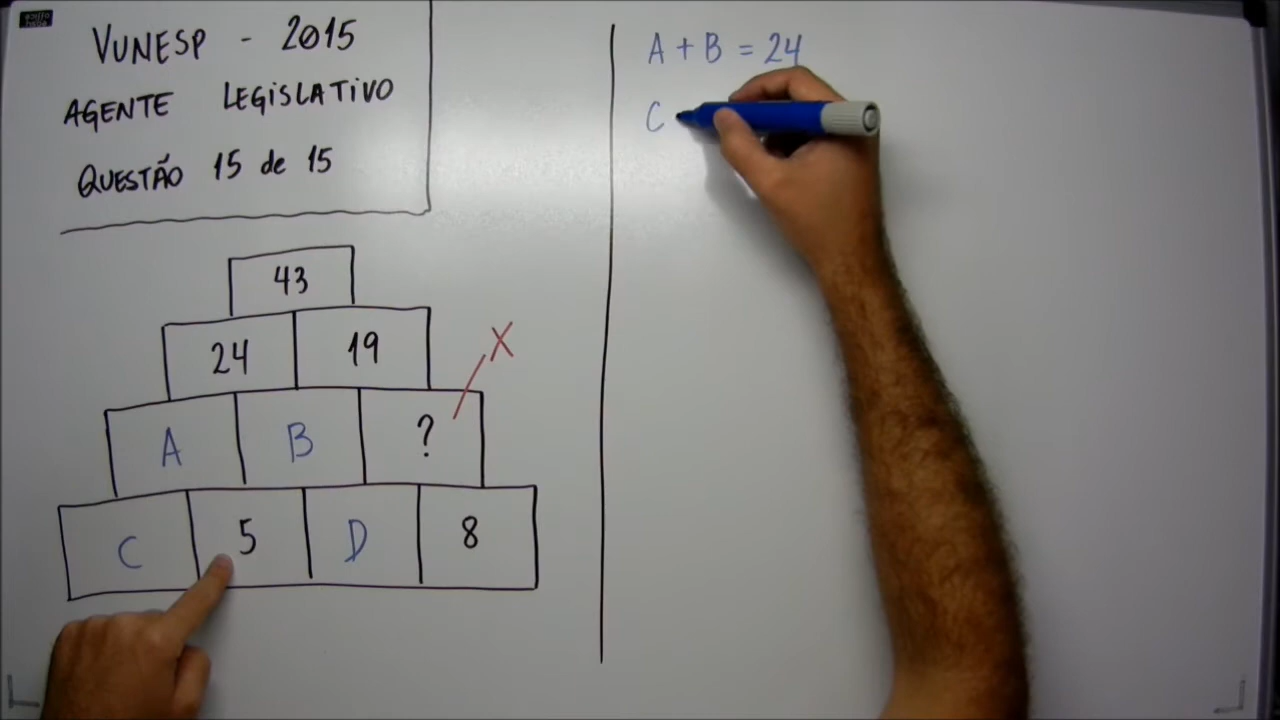 VUNESP - 2015
AGENTE LEGISLATIVO
QUESTÃO 15 de 15
43
24 19
X
A B ?
C 5 D 8
A + B = 24
C